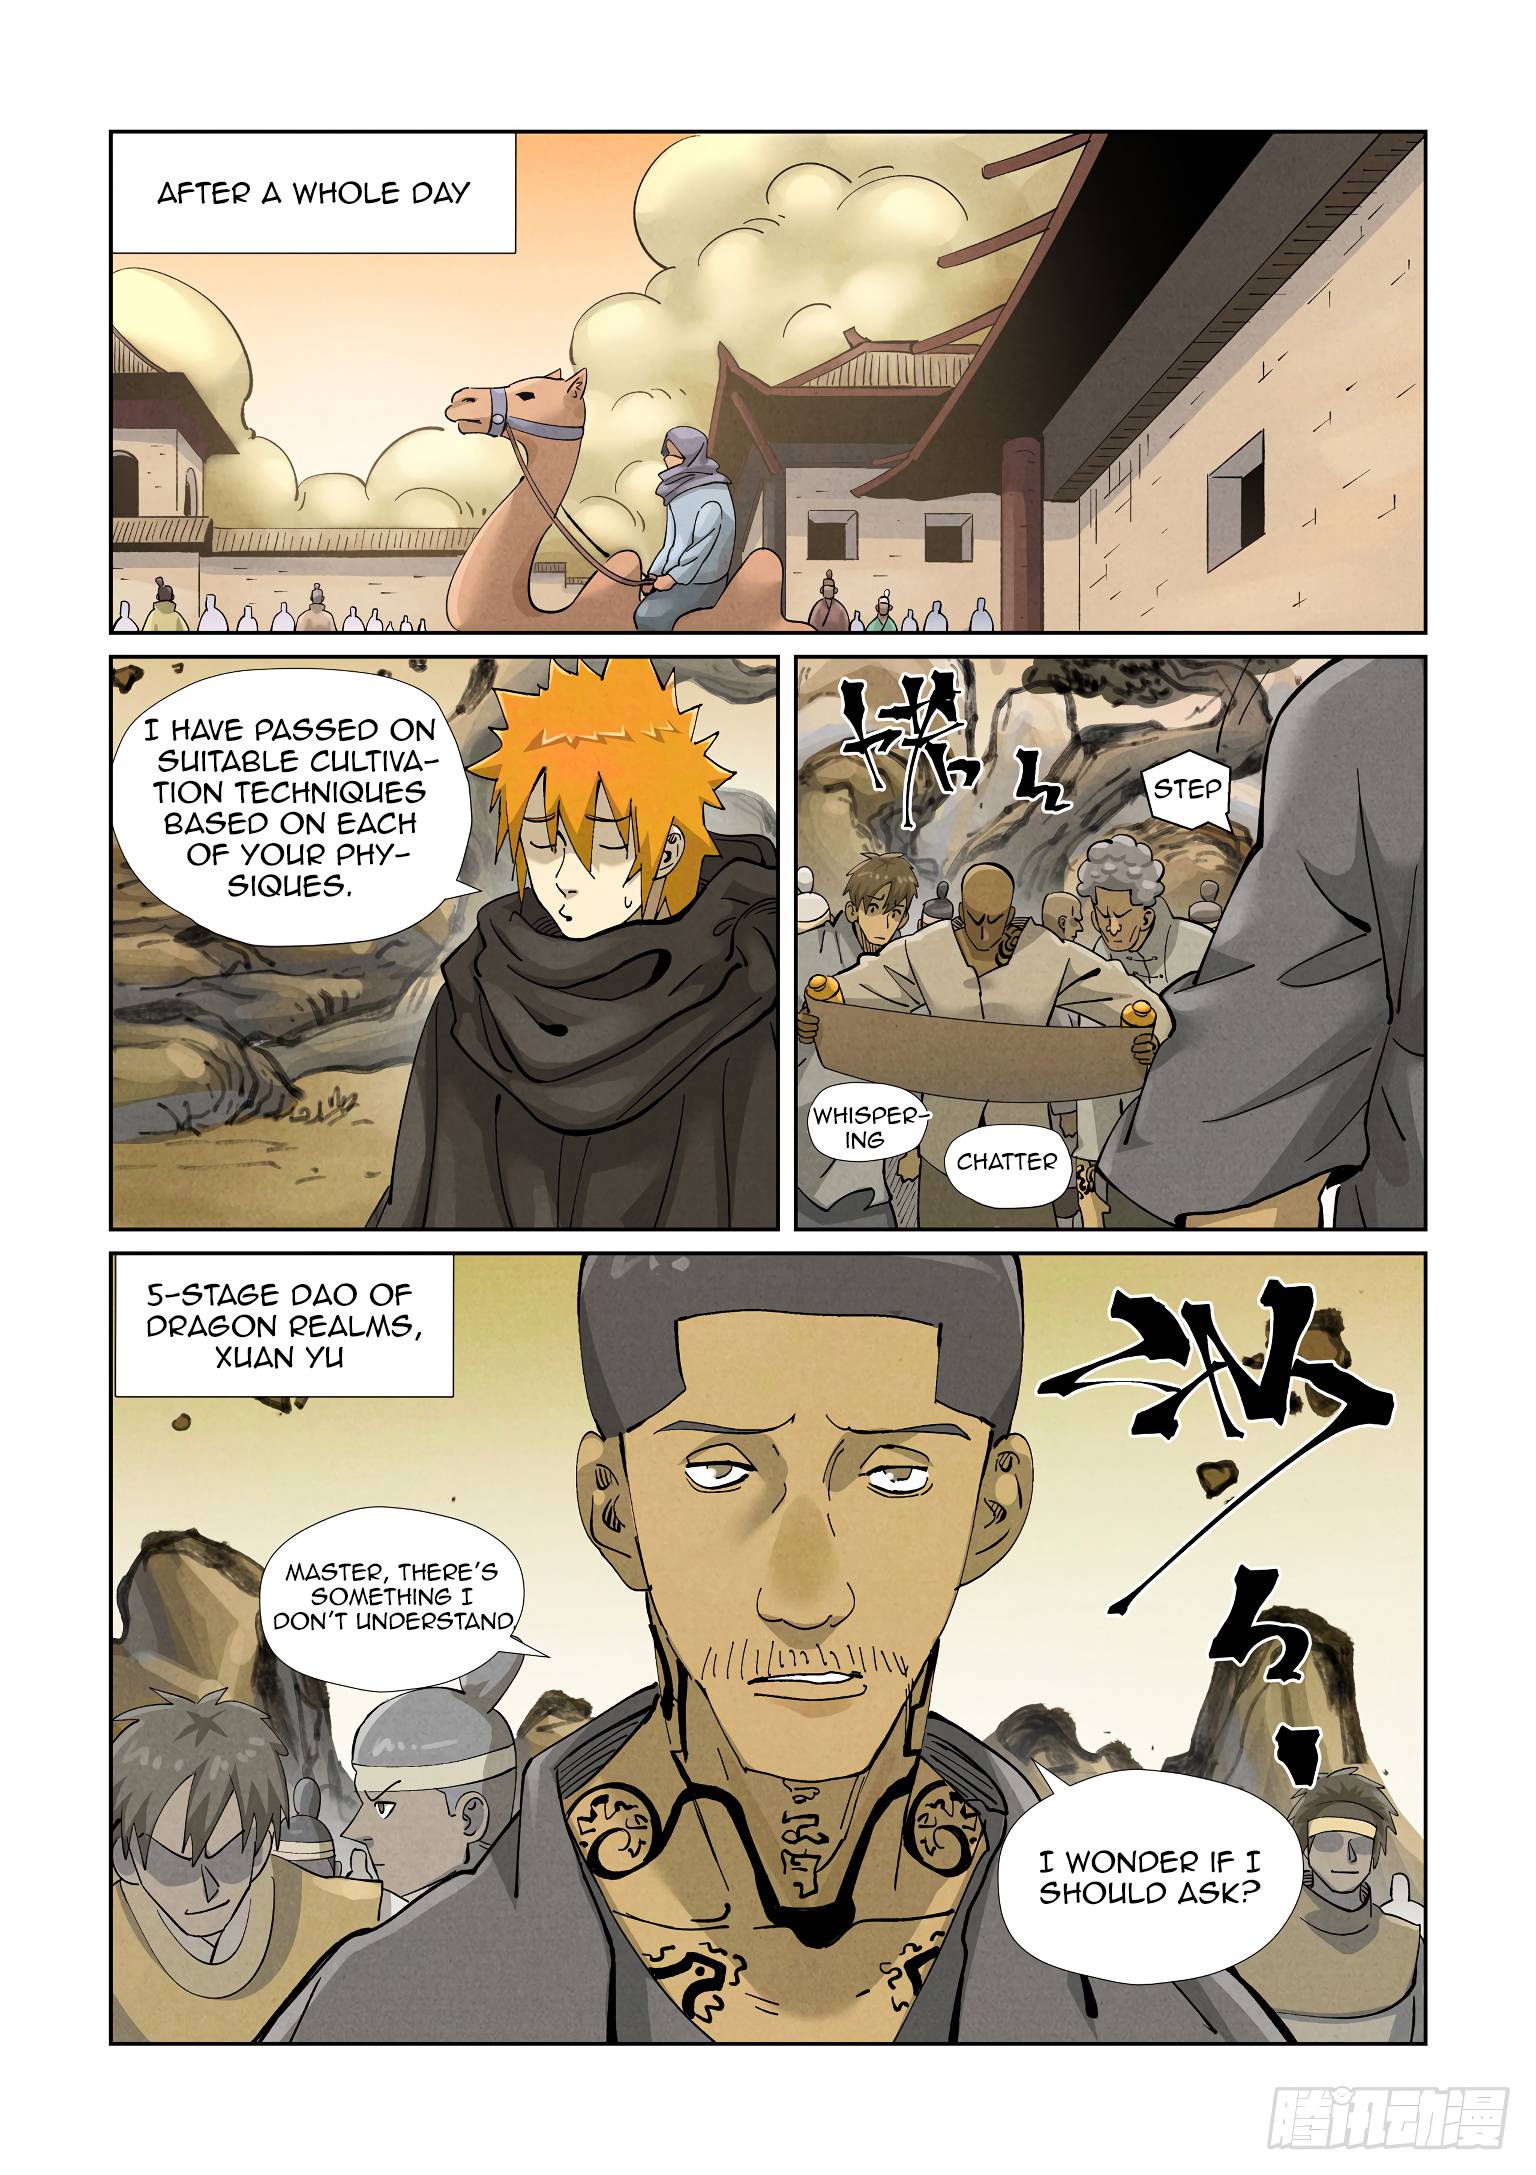 AFTER A WHOLE DAY
I HAVE PASSED ON
SUITABLE CULTIVA-
TION TECHNIQUES
BASED ON EACH
OF YOUR PHY-
SIQUES.
STEP
WHISPER-
ING
CHATTER
5-STAGE DAO OF
DRAGON REALMS,
XUAN YU
MASTER, THERE'S
SOMETHING I
DON'T UNDERSTAND,
I WONDER IF I
SHOULD ASK?
腾讯动漫